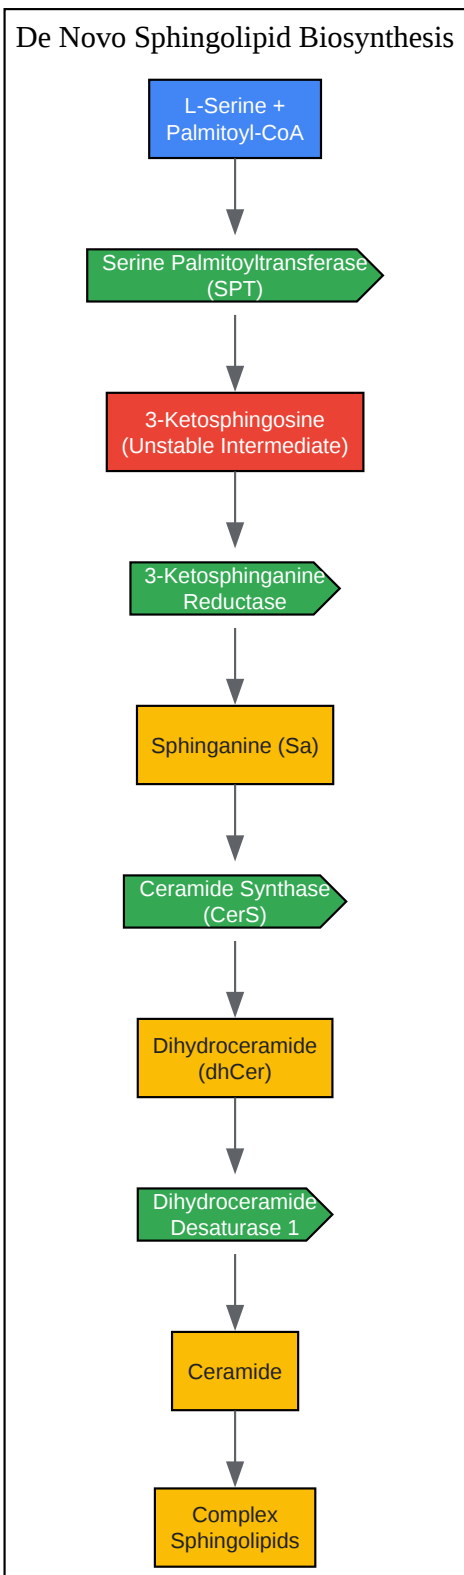 De Novo Sphingolipid Biosynthesis
L-Serine +
Palmitoyl-CoA
Serine Palmitoyltransferase
(SPT)
3-Ketosphingosine
(Unstable Intermediate)
3-Ketosphinganine
Reductase
Sphinganine (Sa)
Ceramide Synthase
(CerS)
Dihydroceramide
(dhCer)
Dihydroceramide
Desaturase 1
Ceramide
Complex
Sphingolipids